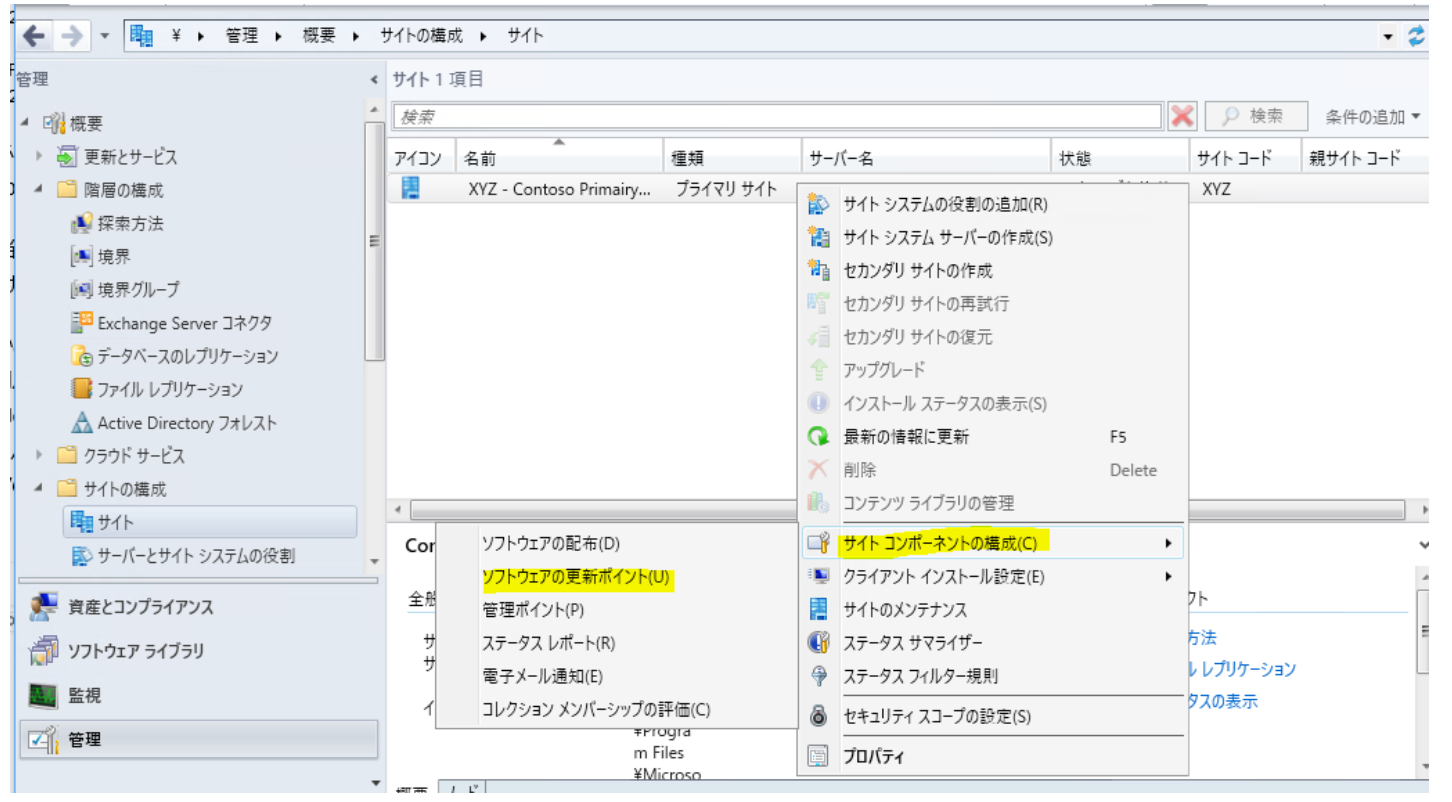 ¥ 管理 概要 サイトの構成 サイト
管理
概要
更新とサービス
階層の構成
探索方法
境界
境界グループ
Exchange Server コネクタ
データベースのレプリケーション
ファイル レプリケーション
Active Directory フォレスト
クラウド サービス
サイトの構成
サイト
サーバーとサイト システムの役割
資産とコンプライアンス
ソフトウェア ライブラリ
監視
管理
サイト 1 項目
検索 検索 条件の追加
アイコン 名前 種類 サーバー名 状態 サイト コード 親サイト コード
XYZ - Contoso Primairy... プライマリ サイト XYZ
サイト システムの役割の追加(R)
サイト システム サーバーの作成(S)
セカンダリ サイトの作成
セカンダリ サイトの再試行
セカンダリ サイトの復元
アップグレード
インストール ステータスの表示(S)
最新の情報に更新 F5
削除 Delete
コンテンツ ライブラリの管理
サイト コンポーネントの構成(C)
クライアント インストール設定(E)
サイトのメンテナンス
ステータス サマライザー
ステータス フィルター規則
セキュリティ スコープの設定(S)
プロパティ
ソフトウェアの配布(D)
ソフトウェアの更新ポイント(U)
管理ポイント(P)
ステータス レポート(R)
電子メール通知(E)
コレクション メンバーシップの評価(C)
Cor
サ
サ
イ
¥Progra
m Files
¥Microso
方法
レプリケーション
タスの表示